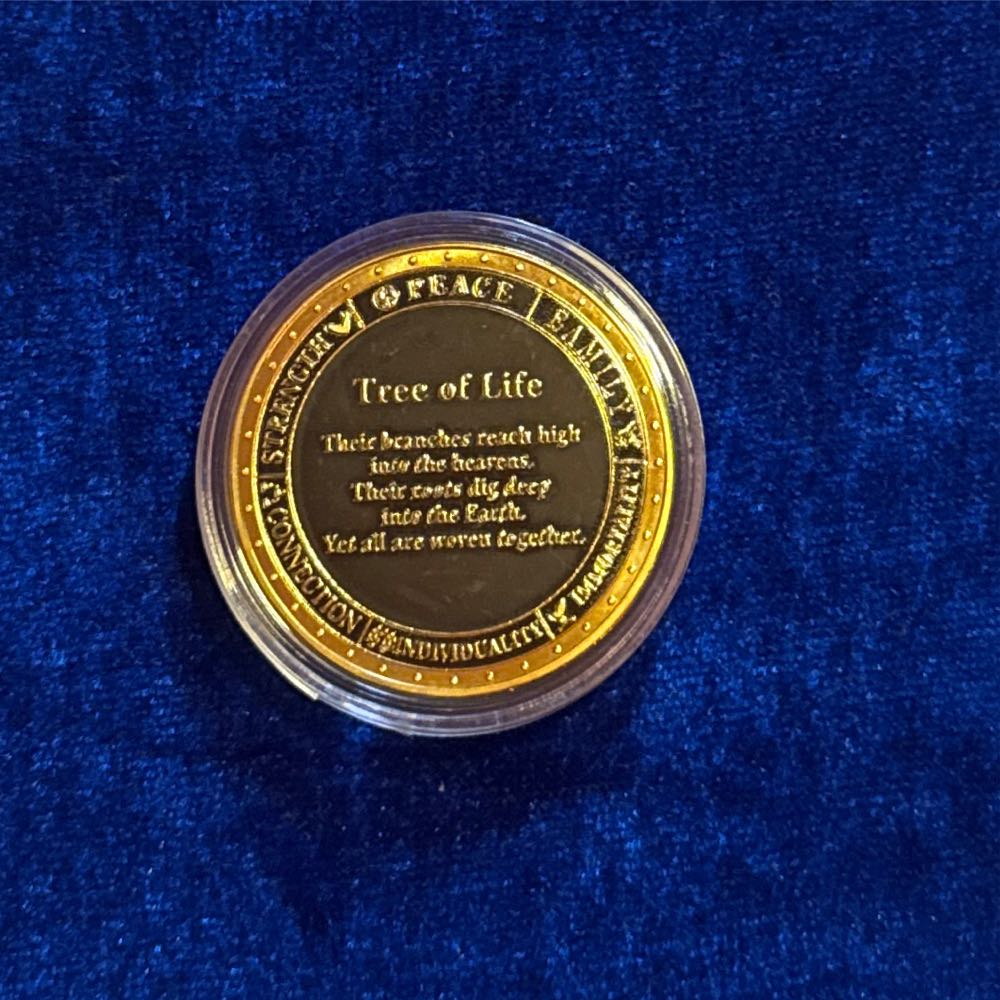 PEACE
FAMILY
IMMORTALITY
INDIVIDUALITY
CONNECTION
STRENGTH
Tree of Life
Their branches reach high
into the heavens.
Their roots dig deep
into the Earth.
Yet all are woven together.